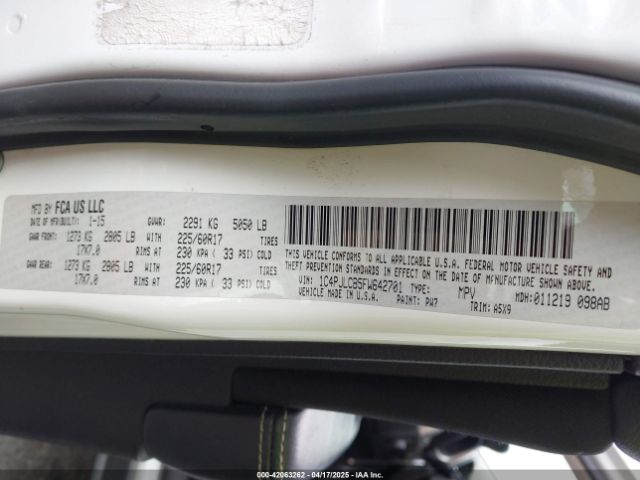 MFD BY FCA US LLC
DATE OF MFR(BUILT): 1-15 GVWR: 2291 KG 5050 LB
GAWR FRONT: 1273 KG 2805 LB WITH 225/60R17 TIRES
17X7.0 RIMS AT 230 KPA ( 33 PSI) COLD
GAWR REAR: 1273 KG 2805 LB WITH 225/60R17 TIRES
17X7.0 RIMS AT 230 KPA ( 33 PSI) COLD
THIS VEHICLE CONFORMS TO ALL APPLICABLE U.S.A. FEDERAL MOTOR VEHICLE SAFETY AND
THEFT PREVENTION STANDARDS IN EFFECT ON THE DATE OF MANUFACTURE SHOWN ABOVE.
VIN: 1C4PJLCB5FW642701 TYPE: MPV MDH:011219 098AB
VEHICLE MADE IN U.S.A. PAINT: PW7 TRIM: A5X9
000-42063262 - 04/17/2025 - IAA Inc.